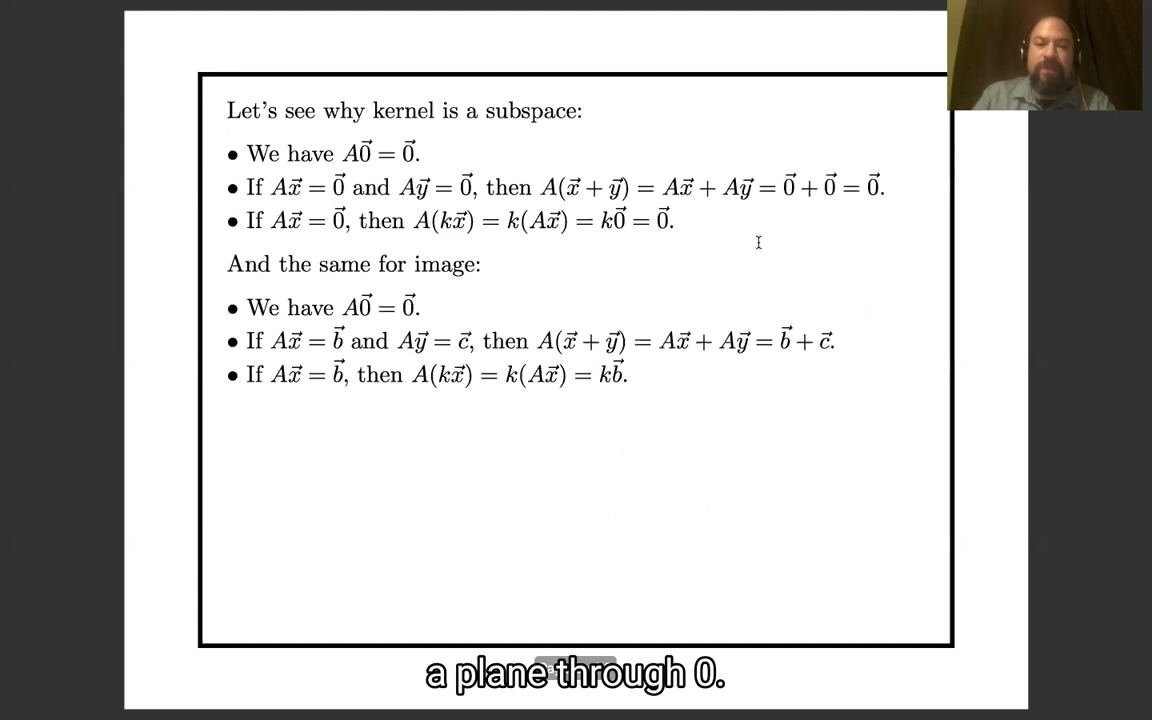 Let's see why kernel is a subspace:
• We have A0⃗ = 0⃗.
• If Ax⃗ = 0⃗ and Ay⃗ = 0⃗, then A(x⃗ + y⃗) = Ax⃗ + Ay⃗ = 0⃗ + 0⃗ = 0⃗.
• If Ax⃗ = 0⃗, then A(kx⃗) = k(Ax⃗) = k0⃗ = 0⃗.
And the same for image:
• We have A0⃗ = 0⃗.
• If Ax⃗ = b⃗ and Ay⃗ = c⃗, then A(x⃗ + y⃗) = Ax⃗ + Ay⃗ = b⃗ + c⃗.
• If Ax⃗ = b⃗, then A(kx⃗) = k(Ax⃗) = kb⃗.
a plane through 0.